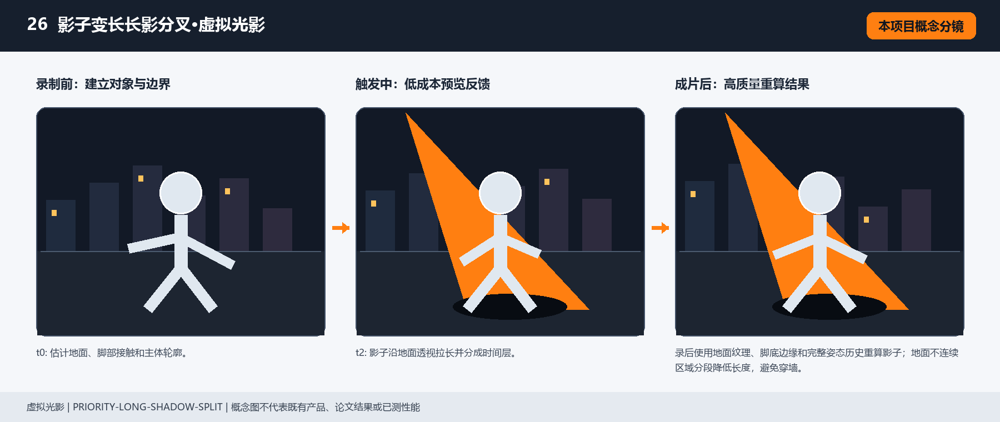 26 影子变长长影分叉•虚拟光影
本项目概念分镜
录制前：建立对象与边界
触发中：低成本预览反馈
成片后：高质量重算结果
t0: 估计地面、脚部接触和主体轮廓。
t2: 影子沿地面透视拉长并分成时间层。
录后使用地面纹理、脚底边缘和完整姿态历史重算影子；地面不连续
区域分段降低长度，避免穿墙。
虚拟光影 | PRIORITY-LONG-SHADOW-SPLIT | 概念图不代表既有产品、论文结果或已测性能